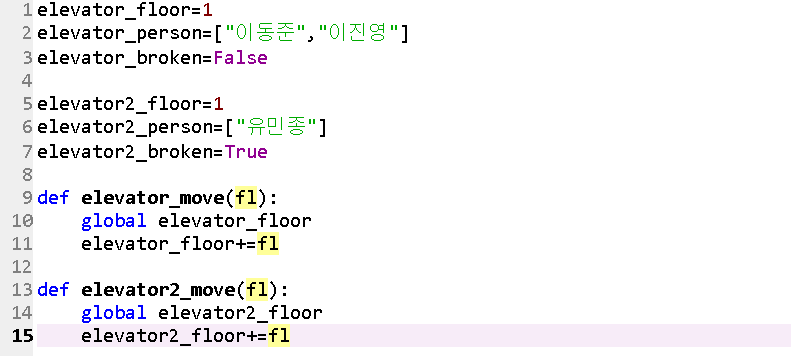 1 elevator_floor=1
2 elevator_person=["이동준","이진영"]
3 elevator_broken=False
4
5 elevator2_floor=1
6 elevator2_person=["유민종"]
7 elevator2_broken=True
8
9 def elevator_move(fl):
10     global elevator_floor
11     elevator_floor+=fl
12
13 def elevator2_move(fl):
14     global elevator2_floor
15     elevator2_floor+=fl